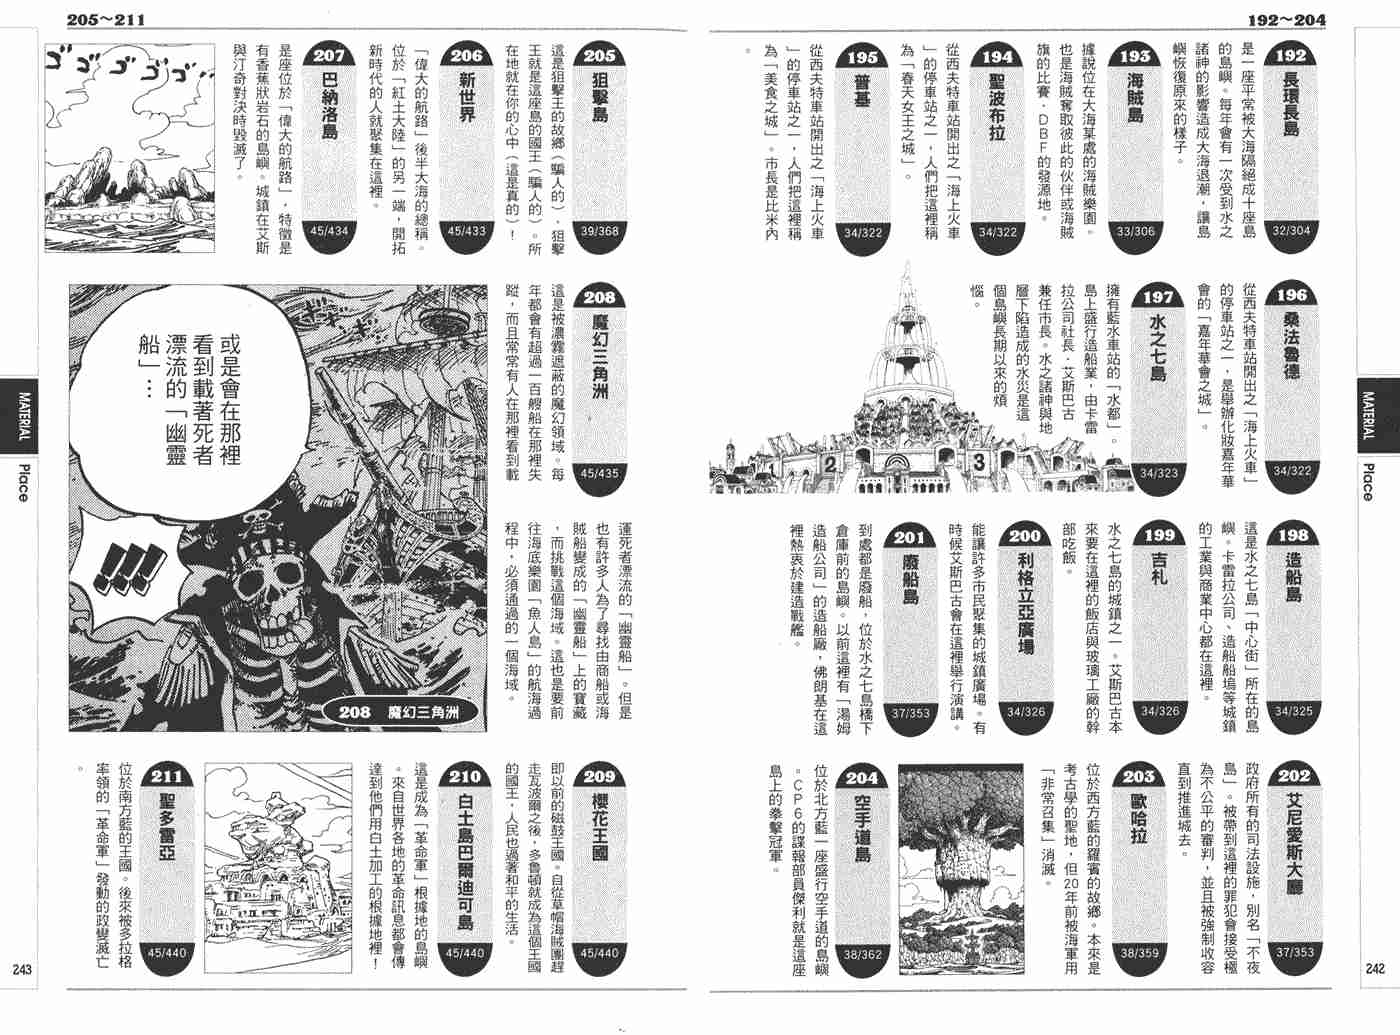 192～204
192
長環長島
32/304
是一座平常被大海隔絕成十座島
的島嶼。每年會有一次受到水之
諸神的影響造成大海退潮，讓島
嶼恢復原來的樣子。
193
海賊島
33/306
據說位在大海某處的海賊樂園。
也是海賊奪取彼此的伙伴或海賊
旗的比賽．DBF的發源地。
194
聖波布拉
34/322
從西夫特車站開出之「海上火車
」的停車站之一，人們把這裡稱
為「春天女王之城」。
195
普基
34/322
從西夫特車站開出之「海上火車
」的停車站之一，人們把這裡稱
為「美食之城」。市長是比米內
。
196
桑法魯德
34/322
從西夫特車站開出之「海上火車」
的停車站之一，是舉辦化妝嘉年華
會的「嘉年華會之城」。
197
水之七島
34/323
擁有藍水車站的「水都」。
島上盛行造船業，由卡雷
拉公司社長．艾斯巴古
兼任市長。水之諸神與地
層下陷造成的水災是這
個島嶼長期以來的煩
惱。
2
3
198
造船島
34/325
這是水之七島「中心街」所在的島
嶼。卡雷拉公司、造船船塢等城鎮
的工業與商業中心都在這裡。
199
吉札
34/326
水之七島的城鎮之一。艾斯巴古本
來要在這裡的飯店與玻璃工廠的幹
部吃飯。
200
利格立亞廣場
34/326
能讓許多市民聚集的城鎮廣場。有
時候艾斯巴古會在這裡舉行演講。
201
廢船島
37/353
到處都是廢船，位於水之七島橋下
倉庫前的島嶼。以前這裡有「湯姆
造船公司」的造船廠，佛朗基在這
裡熱衷於建造戰艦。
202
艾尼愛斯大廳
37/353
政府所有的司法設施，別名「不夜
島」。被帶到這裡的罪犯會接受極
為不公平的審判，並且被強制收容
直到推進城去。
203
歐哈拉
38/359
位於西方藍的羅賓的故鄉。本來是
考古學的聖地，但20年前被海軍用
「非常召集」消滅。
204
空手道島
38/362
位於北方藍一座盛行空手道的島嶼
。CP6的諜報部員傑利就是這座
島上的拳擊冠軍。
MATERIAL
Place
242
205～211
205
狙擊島
39/368
這是狙擊王的故鄉（騙人的），狙擊
王就是這座島的國王（騙人的）。所
在地就在你的心中（這是真的）！
206
新世界
45/433
「偉大的航路」後半大海的總稱。
位於「紅土大陸」的另一端，開拓
新時代的人就聚集在這裡。
207
巴納洛島
45/434
是座位於「偉大的航路」，特徵是
有香蕉狀岩石的島嶼。城鎮在艾斯
與汀奇對決時毀滅了。
ゴゴゴゴゴ
208
魔幻三角洲
45/435
這是被濃霧遮蔽的魔幻領域。每
年都會有超過一百艘船在那裡失
蹤，而且常常有人在那裡看到載
運死者漂流的「幽靈船」。但是
也有許多人為了尋找由商船或海
賊船變成的「幽靈船」上的寶藏
，而挑戰這個海域。這也是要前
往海底樂園「魚人島」的航海過
程中，必須通過的一個海域。
或是會在那裡
看到載著死者
漂流的「幽靈
船」…
!!!
208 魔幻三角洲
209
櫻花王國
45/440
即以前的磁鼓王國。自從草帽海賊團趕
走瓦波爾之後，多魯頓就成為這個王國
的國王，人民也過著和平的生活。
210
白土島巴爾迪可島
45/440
這是成為「革命軍」根據地的島嶼
。來自世界各地的革命訊息都會傳
達到他們用白土加工的根據地裡！
211
聖多雷亞
45/440
位於南方藍的王國。後來被多拉格
率領的「革命軍」發動的政變滅亡
。
MATERIAL
Place
243